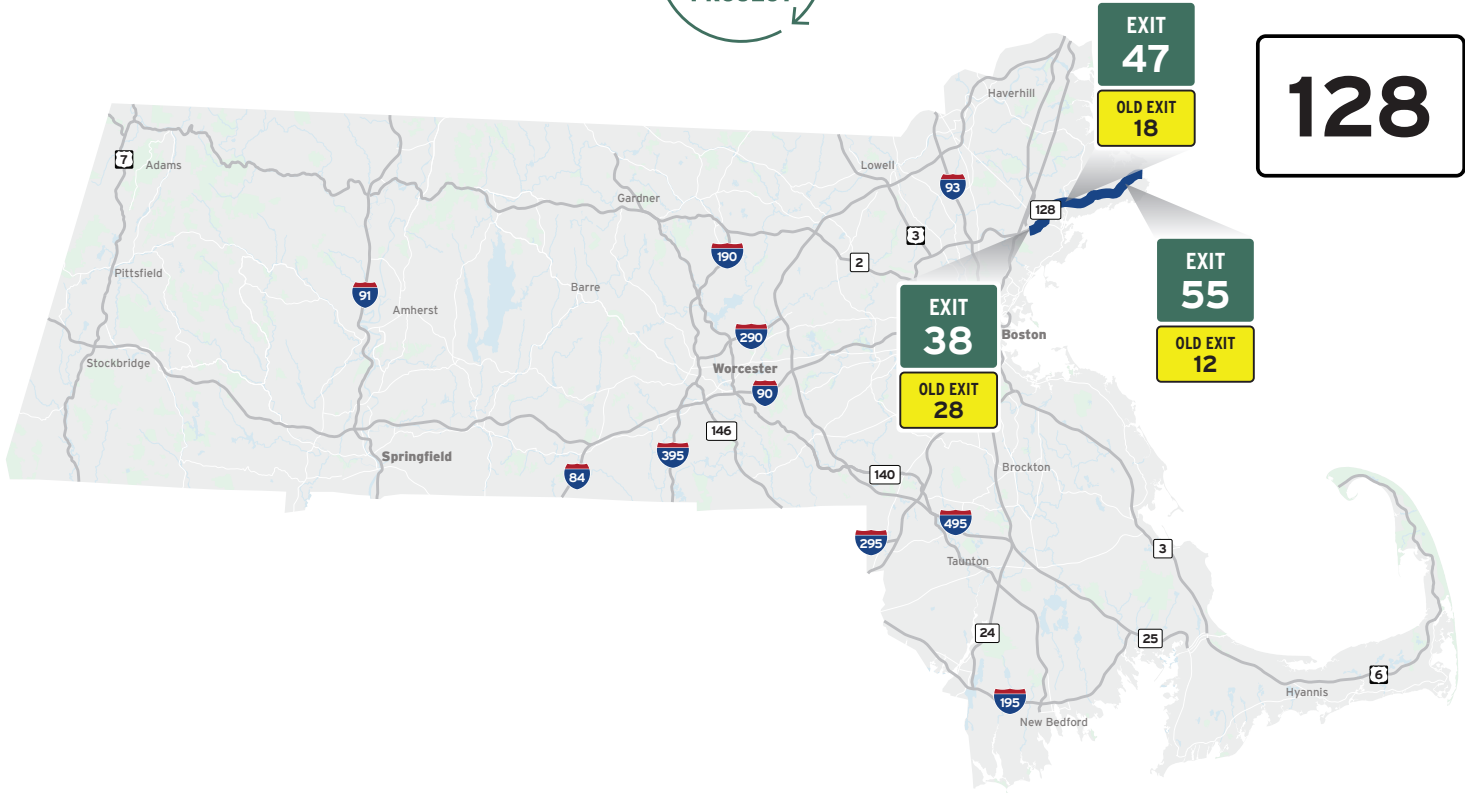 EXIT
47
OLD EXIT
18
128
Haverhill
7
Adams
Lowell
93
Gardner
128
3
190
2
EXIT
55
OLD EXIT
12
Pittsfield
91
Amherst
Barre
EXIT
38
OLD EXIT
28
290
Boston
Stockbridge
Worcester
90
146
Springfield
395
84
140
Brockton
495
295
3
Taunton
24
25
6
Hyannis
195
New Bedford